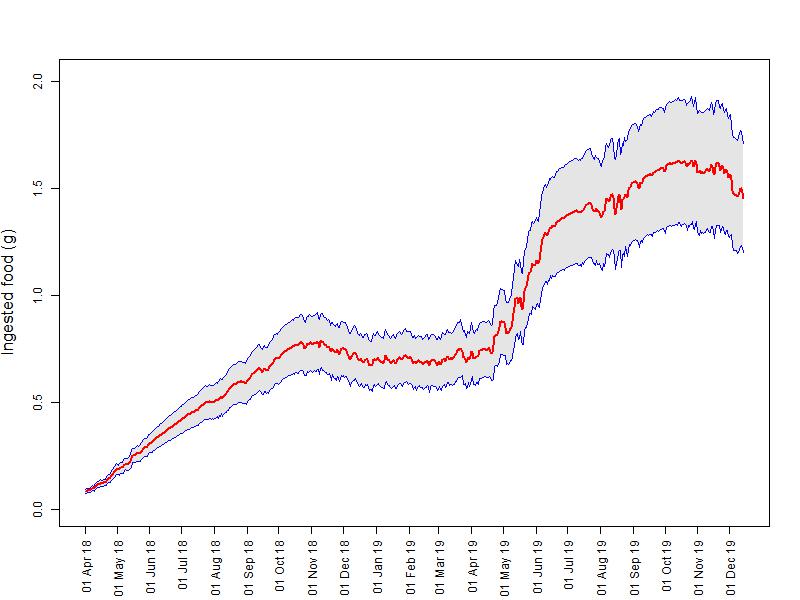 Ingested food (g)
2.0
1.5
1.0
0.5
0.0
01 Apr 18
01 May 18
01 Jun 18
01 Jul 18
01 Aug 18
01 Sep 18
01 Oct 18
01 Nov 18
01 Dec 18
01 Jan 19
01 Feb 19
01 Mar 19
01 Apr 19
01 May 19
01 Jun 19
01 Jul 19
01 Aug 19
01 Sep 19
01 Oct 19
01 Nov 19
01 Dec 19